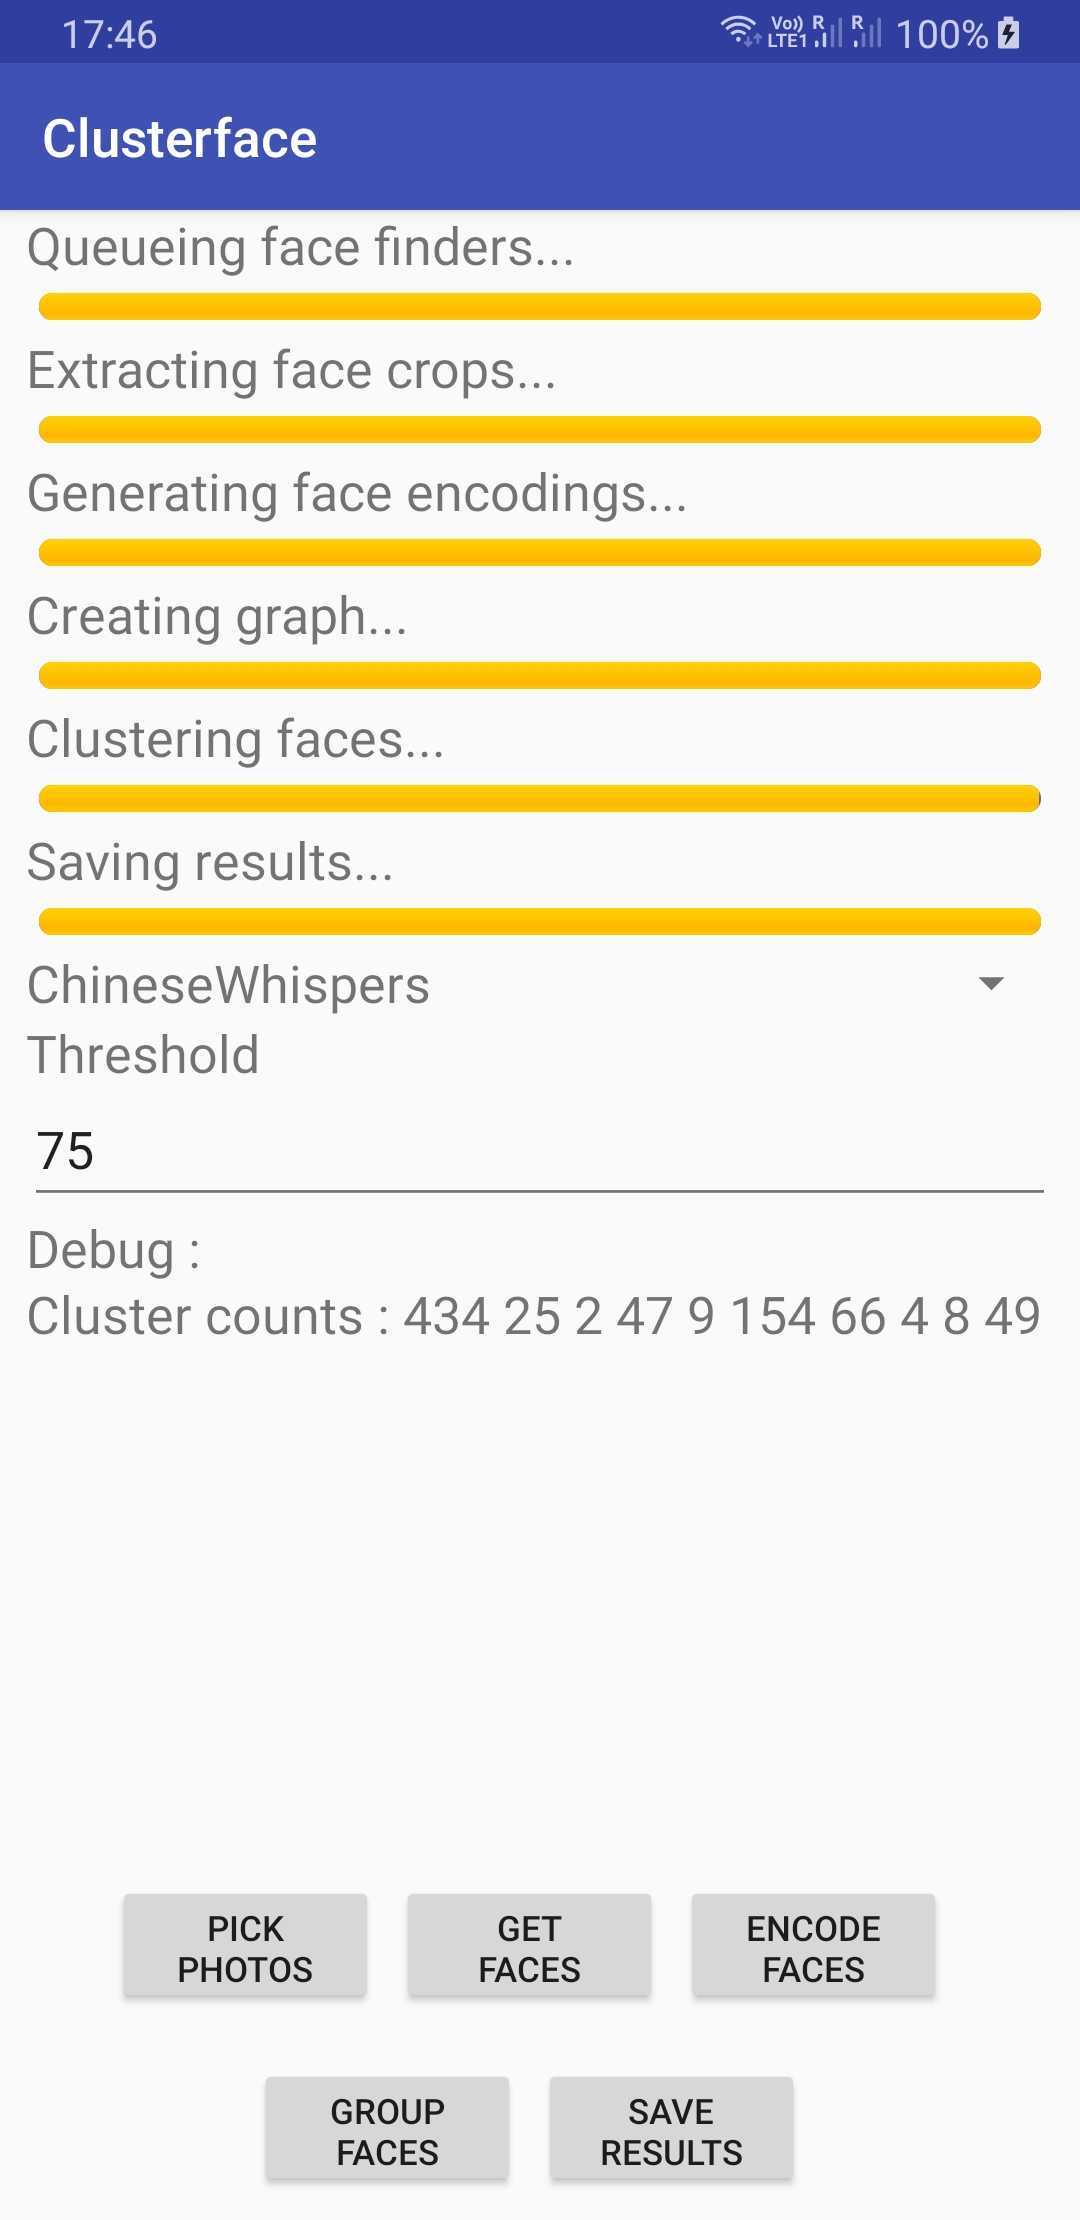 17:46 Vo)) LTE1 R R 100%
Clusterface
Queueing face finders...
Extracting face crops...
Generating face encodings...
Creating graph...
Clustering faces...
Saving results...
ChineseWhispers
Threshold
75
Debug :
Cluster counts : 434 25 2 47 9 154 66 4 8 49
PICK PHOTOS
GET FACES
ENCODE FACES
GROUP FACES
SAVE RESULTS